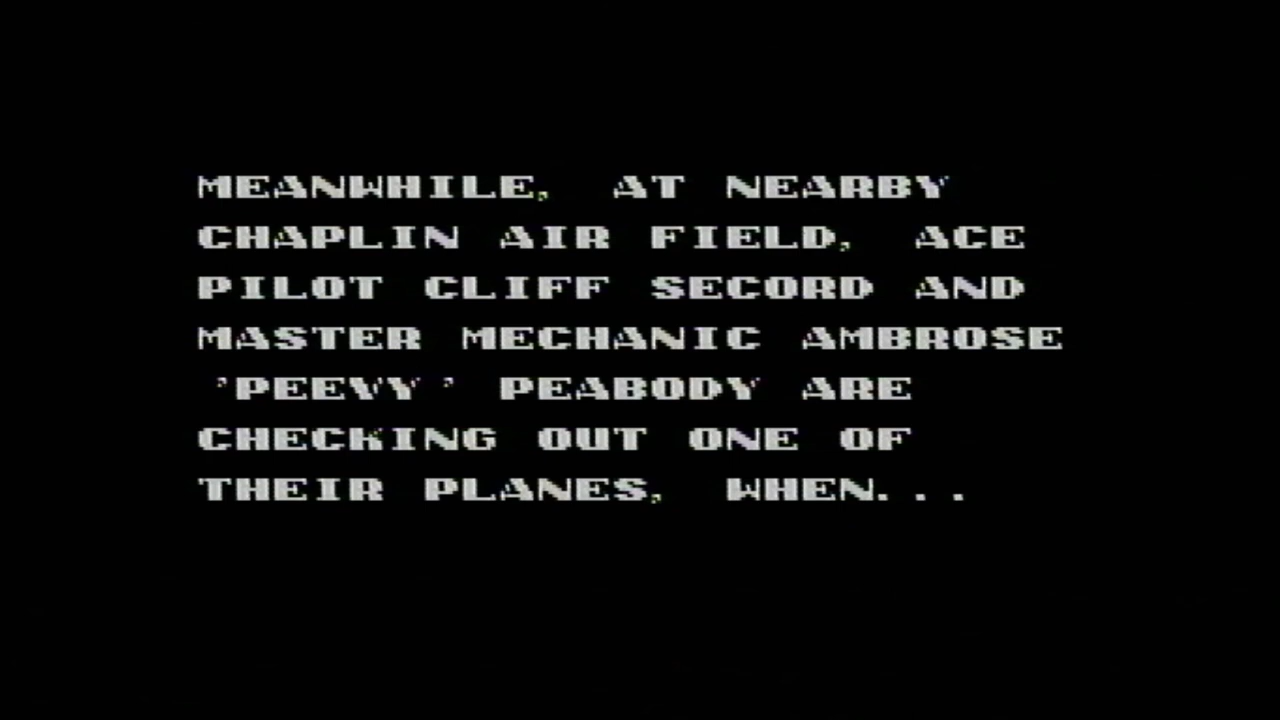 MEANWHILE, AT NEARBY
CHAPLIN AIR FIELD, ACE
PILOT CLIFF SECORD AND
MASTER MECHANIC AMBROSE
'PEEVY' PEABODY ARE
CHECKING OUT ONE OF
THEIR PLANES, WHEN...